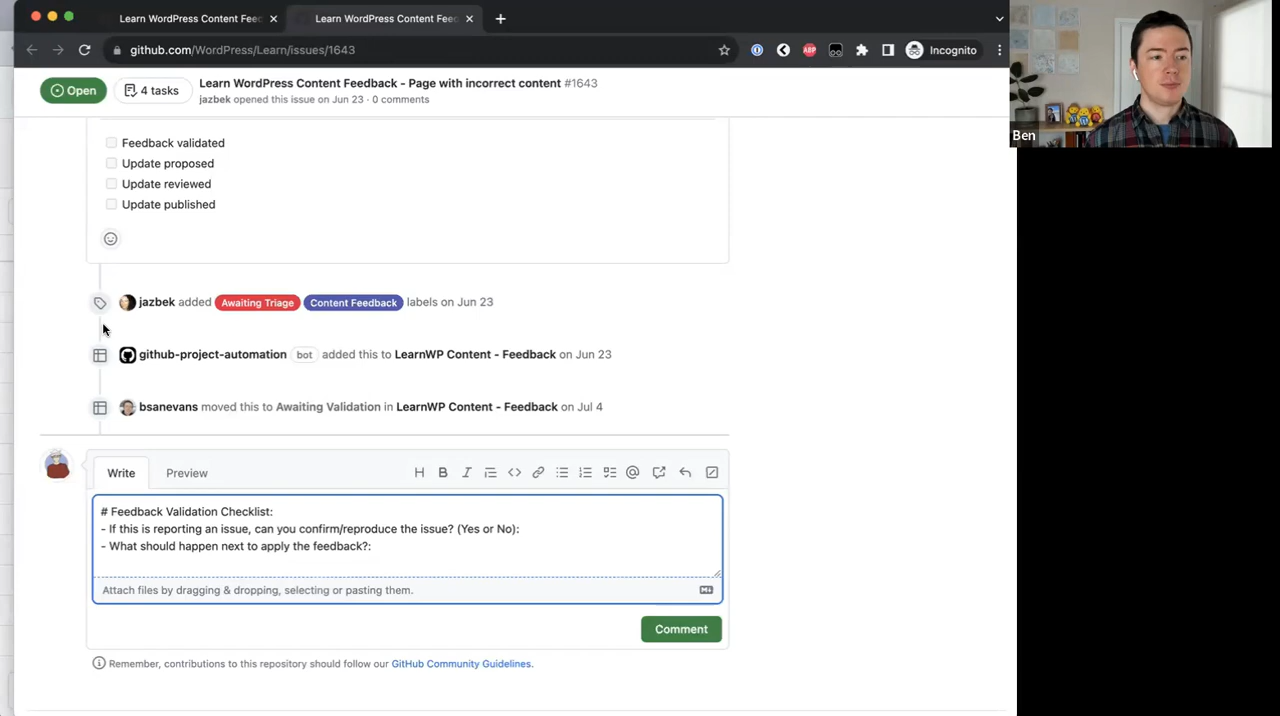 Learn WordPress Content Feed
Learn WordPress Content Feed
github.com/WordPress/Learn/issues/1643
ABP
Incognito
Open
4 tasks
Learn WordPress Content Feedback - Page with incorrect content #1643
jazbek opened this issue on Jun 23 · 0 comments
Ben
Feedback validated
Update proposed
Update reviewed
Update published
jazbek added Awaiting Triage Content Feedback labels on Jun 23
github-project-automation bot added this to LearnWP Content - Feedback on Jun 23
bsanevans moved this to Awaiting Validation in LearnWP Content - Feedback on Jul 4
Write
Preview
# Feedback Validation Checklist:
- If this is reporting an issue, can you confirm/reproduce the issue? (Yes or No):
- What should happen next to apply the feedback?:
Attach files by dragging & dropping, selecting or pasting them.
Comment
Remember, contributions to this repository should follow our GitHub Community Guidelines.